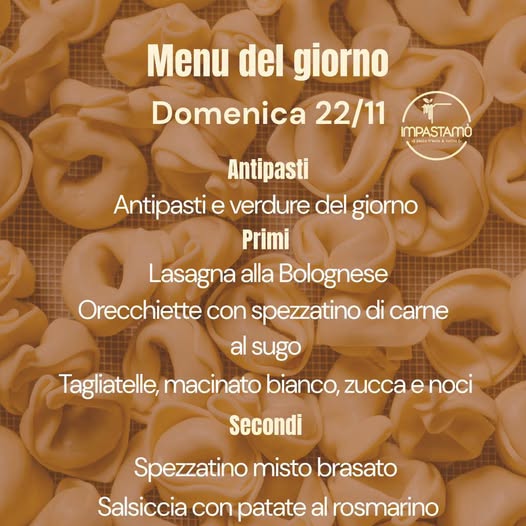 Menu del giorno
Domenica 22/11
IMPASTAMÒ
Antipasti
Antipasti e verdure del giorno
Primi
Lasagna alla Bolognese
Orecchiette con spezzatino di carne
al sugo
Tagliatelle, macinato bianco, zucca e noci
Secondi
Spezzatino misto brasato
Salsiccia con patate al rosmarino